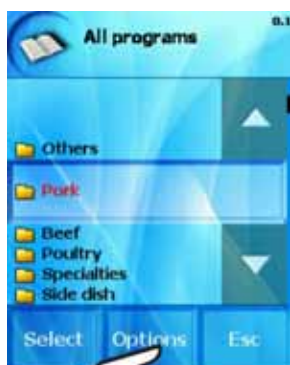 All programs
Others
Pork
Beef
Poultry
Specialties
Side dish
Select Options Esc